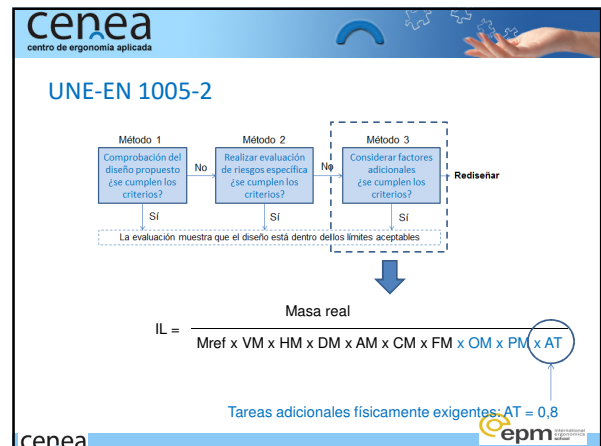 cenea
centro de ergonomía aplicada
UNE-EN 1005-2
Método 1
Método 2
Método 3
Comprobación del
diseño propuesto
¿se cumplen los
criterios?
No
Realizar evaluación
de riesgos específica
¿se cumplen los
criterios?
No
Considerar factores
adicionales
¿se cumplen los
criterios?
Rediseñar
Sí
Sí
Sí
La evaluación muestra que el diseño está dentro de los límites aceptables
Masa real
IL =
Mref x VM x HM x DM x AM x CM x FM x OM x PM x AT
Tareas adicionales físicamente exigentes: AT = 0,8
cenea
epm international
ergonomics
school